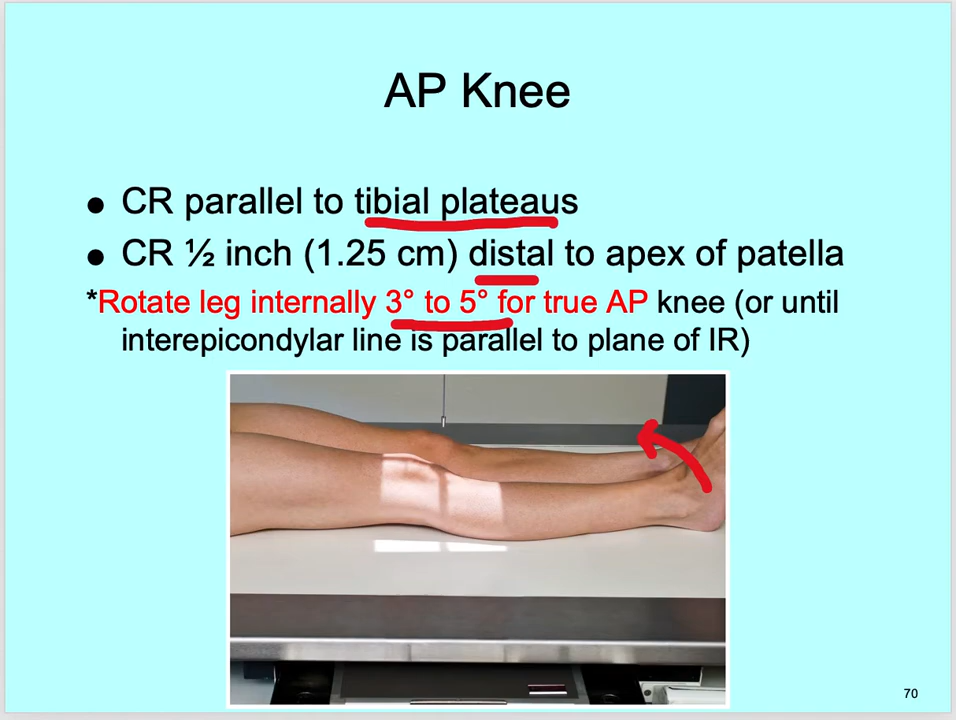 AP Knee
● CR parallel to tibial plateaus
● CR ½ inch (1.25 cm) distal to apex of patella
*Rotate leg internally 3° to 5° for true AP knee (or until
interepicondylar line is parallel to plane of IR)
70